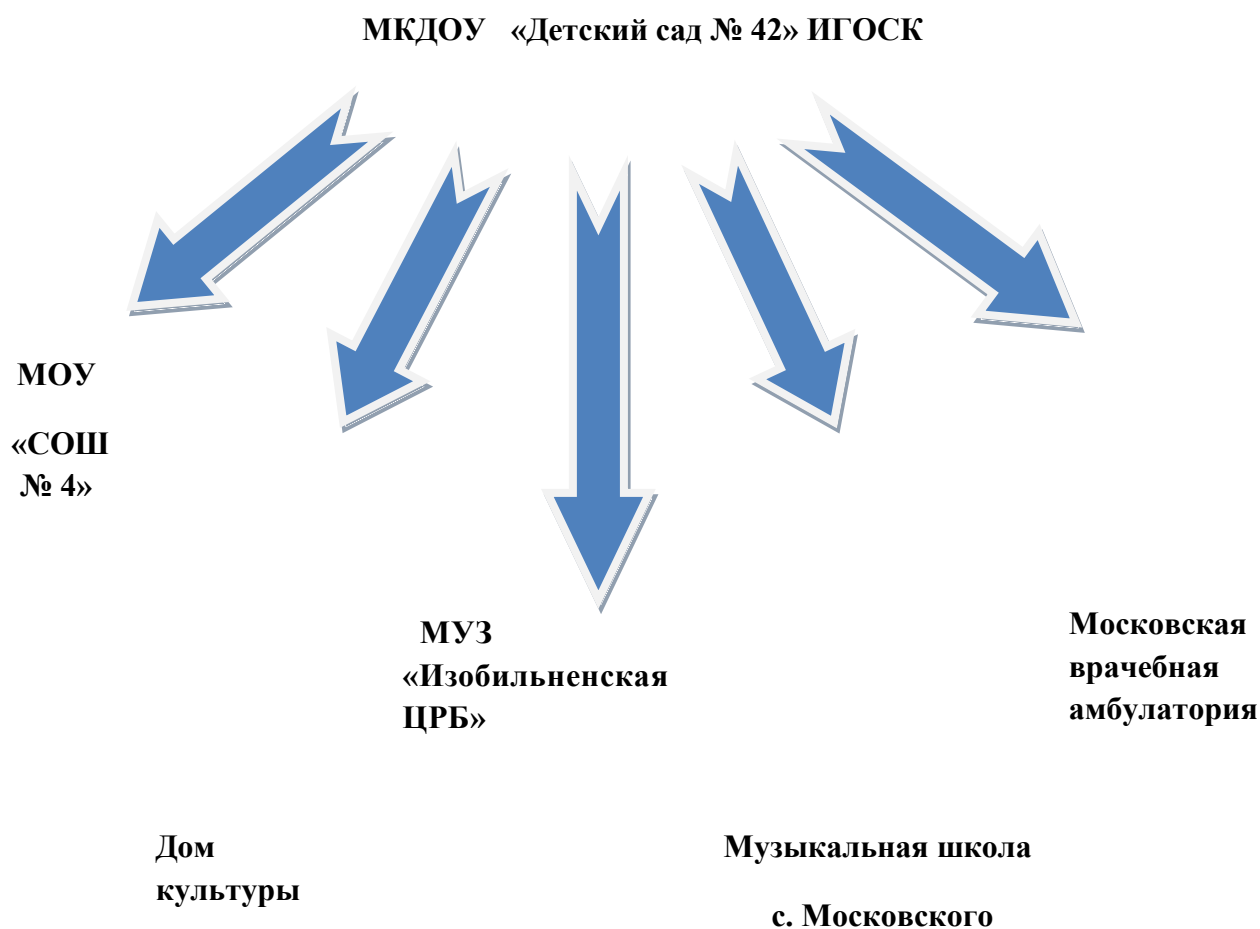 МКДОУ «Детский сад № 42» ИГОСК
МОУ
«СОШ
№ 4»
МУЗ
«Изобильненская
ЦРБ»
Московская
врачебная
амбулатория
Дом
культуры
Музыкальная школа
с. Московского